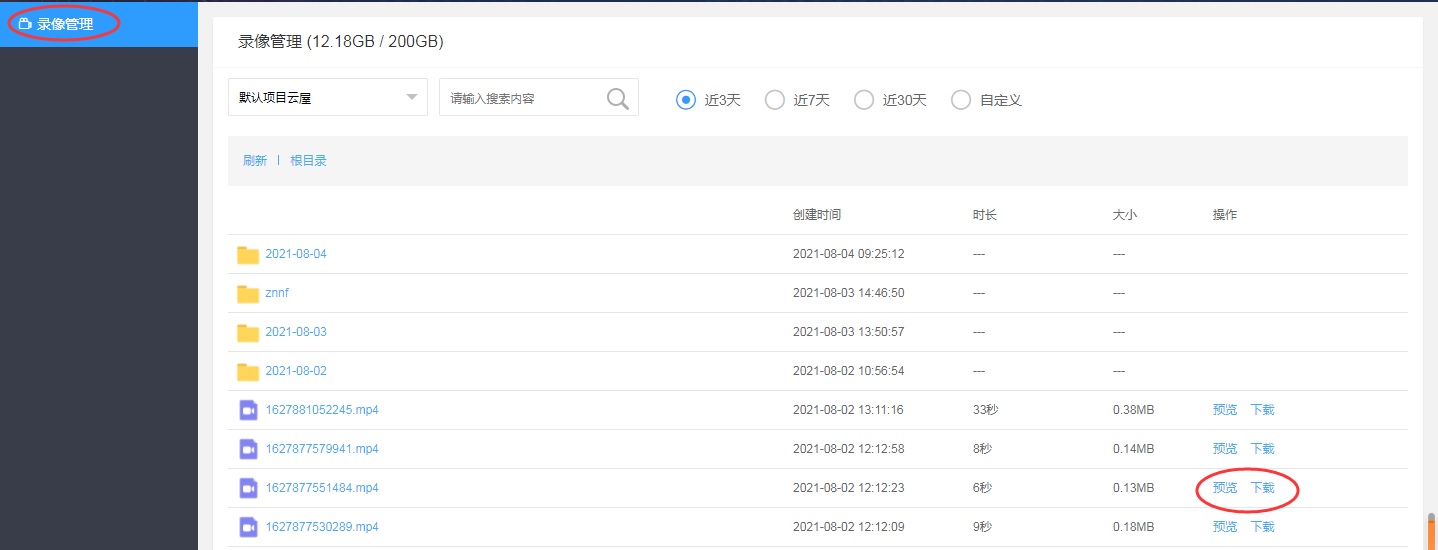 录像管理
录像管理 (12.18GB / 200GB)
默认项目云屋 请输入搜索内容 近3天 近7天 近30天 自定义
刷新 | 根目录
创建时间 时长 大小 操作
2021-08-04 2021-08-04 09:25:12 --- ---
znnf 2021-08-03 14:46:50 --- ---
2021-08-03 2021-08-03 13:50:57 --- ---
2021-08-02 2021-08-02 10:56:54 --- ---
1627881052245.mp4 2021-08-02 13:11:16 33秒 0.38MB 预览 下载
1627877579941.mp4 2021-08-02 12:12:58 8秒 0.14MB 预览 下载
1627877551484.mp4 2021-08-02 12:12:23 6秒 0.13MB 预览 下载
1627877530289.mp4 2021-08-02 12:12:09 9秒 0.18MB 预览 下载